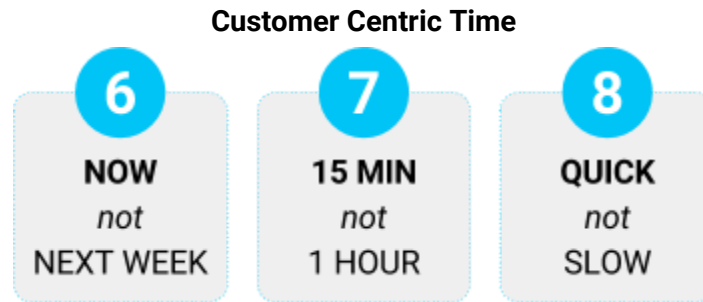 Customer Centric Time
6
NOW
not
NEXT WEEK
7
15 MIN
not
1 HOUR
8
QUICK
not
SLOW